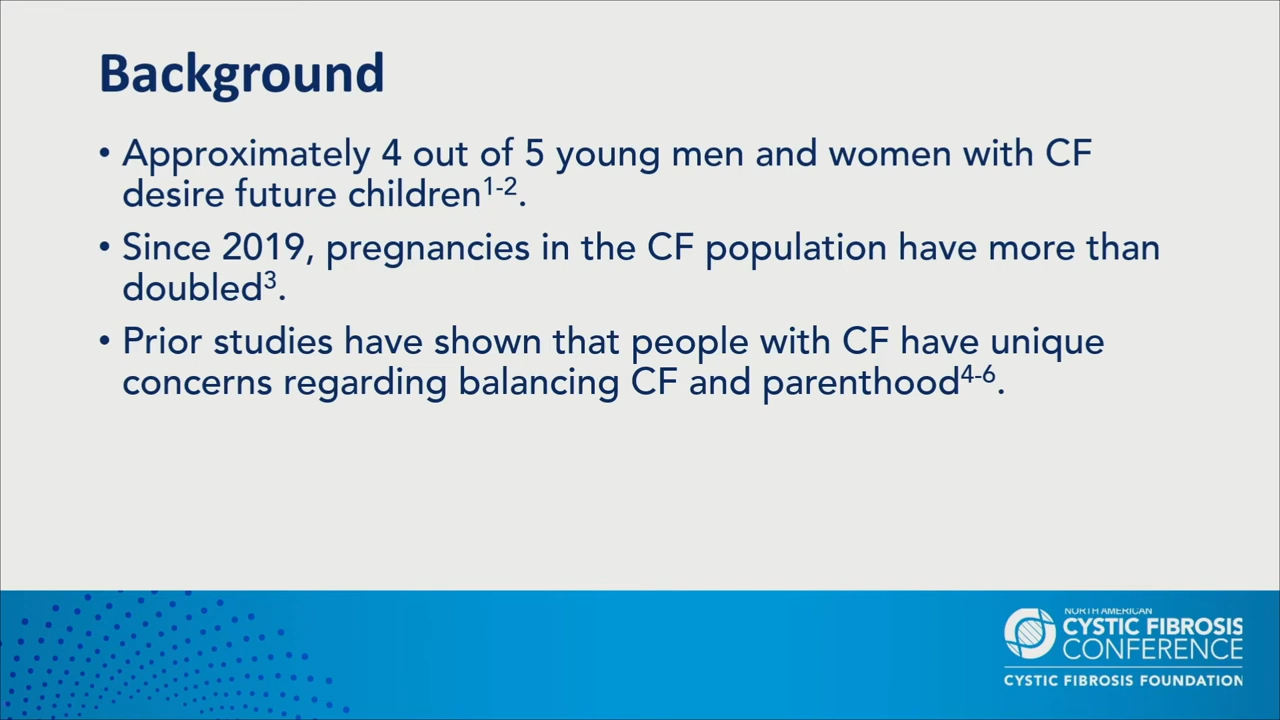 Background
• Approximately 4 out of 5 young men and women with CF
desire future children1-2.
• Since 2019, pregnancies in the CF population have more than
doubled3.
• Prior studies have shown that people with CF have unique
concerns regarding balancing CF and parenthood4-6.
NORTH AMERICAN
CYSTIC FIBROSIS
CONFERENCE
CYSTIC FIBROSIS FOUNDATION